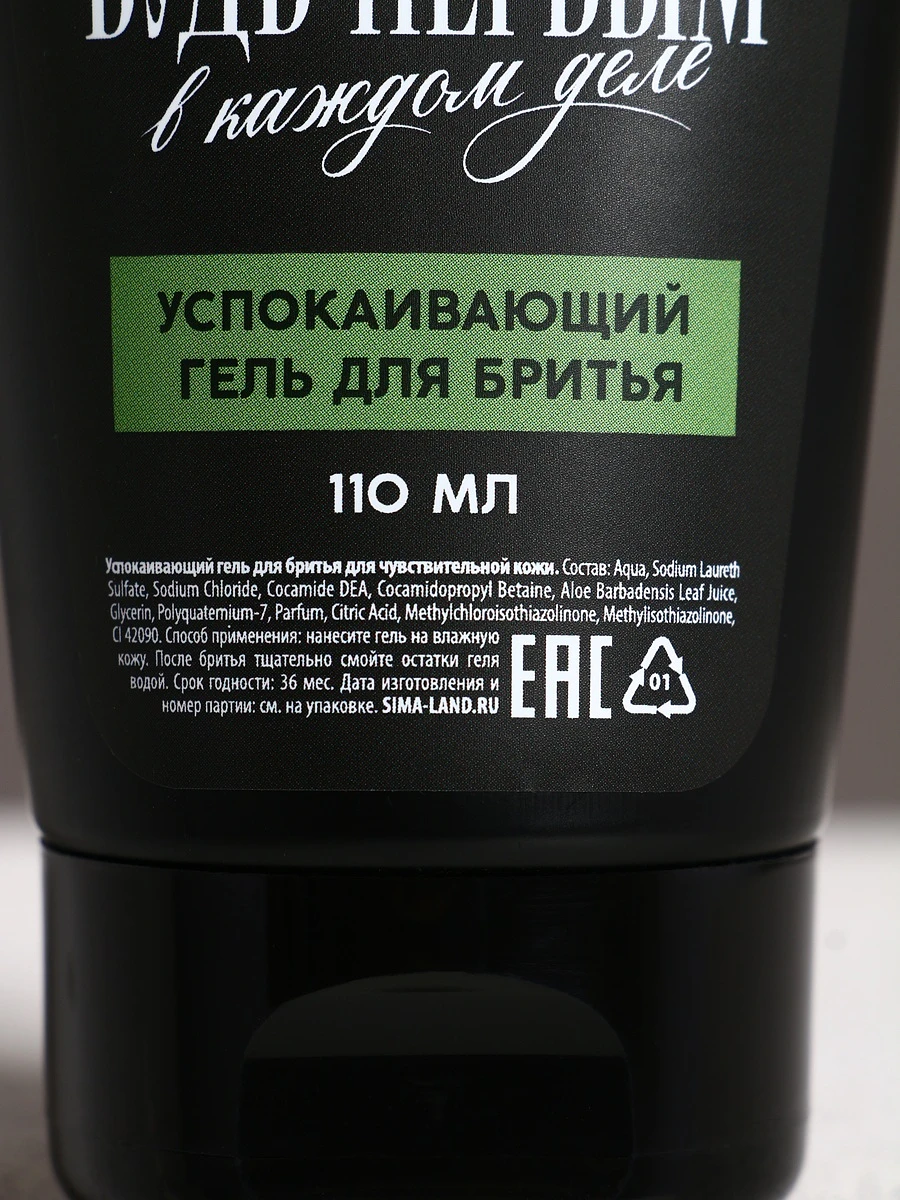 БУДЬ ПЕРВЫМ
в каждом деле
УСПОКАИВАЮЩИЙ
ГЕЛЬ ДЛЯ БРИТЬЯ
110 МЛ
Успокаивающий гель для бритья для чувствительной кожи. Состав: Aqua, Sodium Laureth
Sulfate, Sodium Chloride, Cocamide DEA, Cocamidopropyl Betaine, Aloe Barbadensis Leaf Juice,
Glycerin, Polyquaternium-7, Parfum, Citric Acid, Methylchloroisothiazolinone, Methylisothiazolinone,
CI 42090. Способ применения: нанесите гель на влажную
кожу. После бритья тщательно смойте остатки геля
водой. Срок годности: 36 мес. Дата изготовления и
номер партии: см. на упаковке. SIMA-LAND.RU
EAC
01